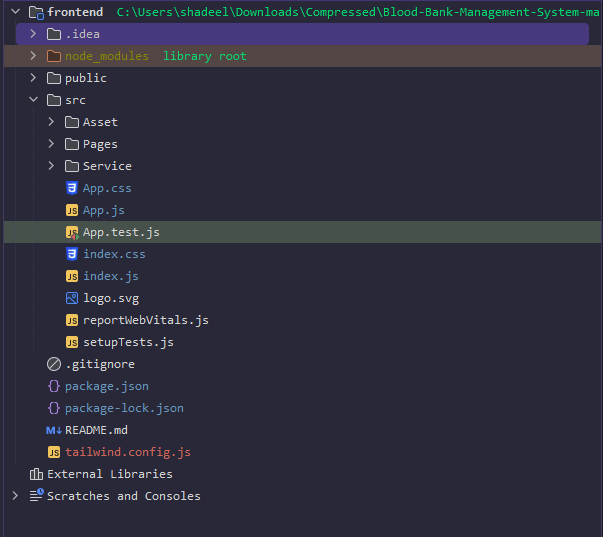 frontend C:\Users\shadeel\Downloads\Compressed\Blood-Bank-Management-System-ma
.idea
node_modules library root
public
src
Asset
Pages
Service
App.css
App.js
App.test.js
index.css
index.js
logo.svg
reportWebVitals.js
setupTests.js
.gitignore
package.json
package-lock.json
README.md
tailwind.config.js
External Libraries
Scratches and Consoles